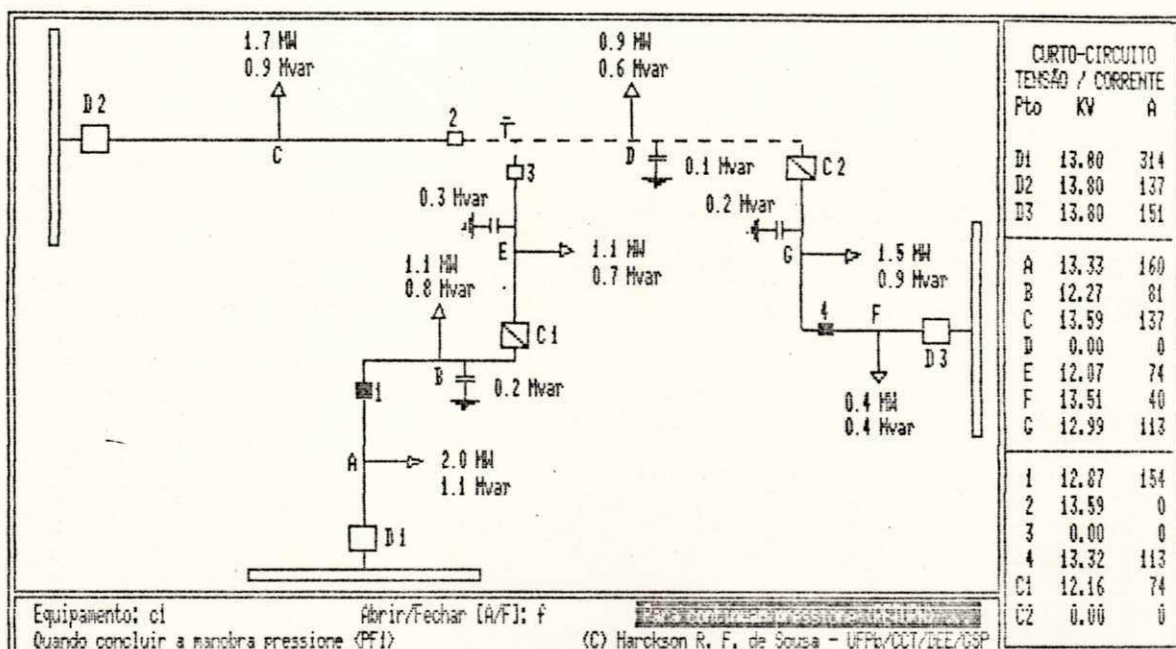 1.7 MW
0.9 Mvar
0.9 MW
0.6 Mvar
D2
C
2
D
0.1 Mvar
C2
3
0.3 Mvar
0.2 Mvar
E
1.1 MW
0.7 Mvar
G
1.5 MW
0.9 Mvar
1.1 MW
0.8 Mvar
C1
4
F
D3
B
0.2 Mvar
1
0.4 MW
0.4 Mvar
A
2.0 MW
1.1 Mvar
D1
CURTO-CIRCUITO
TENSÃO / CORRENTE
Pto KV A
D1 13.80 314
D2 13.80 137
D3 13.80 151
A 13.33 160
B 12.27 81
C 13.59 137
D 0.00 0
E 12.07 74
F 13.51 40
G 12.99 113
1 12.87 154
2 13.59 0
3 0.00 0
4 13.32 113
C1 12.16 74
C2 0.00 0
Equipamento: c1 Abrir/Fechar [A/F]: f
Quando concluir a manobra pressione <PF1> (C) Harckson R. F. de Sousa - UFPb/CCT/DEE/GSP